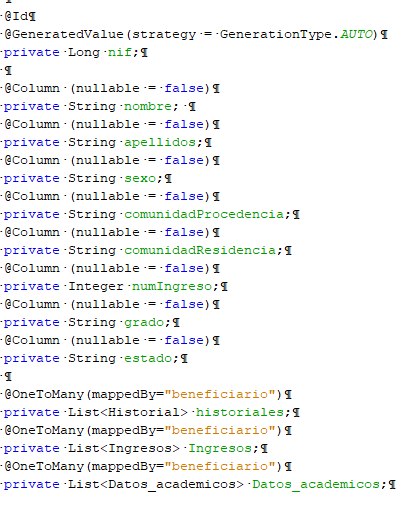 @Id¶
@GeneratedValue(strategy·=·GenerationType.AUTO)¶
private·Long·nif;¶
¶
@Column·(nullable·=·false)¶
private·String·nombre;·¶
@Column·(nullable·=·false)¶
private·String·apellidos;¶
@Column·(nullable·=·false)¶
private·String·sexo;¶
@Column·(nullable·=·false)¶
private·String·comunidadProcedencia;¶
@Column·(nullable·=·false)¶
private·String·comunidadResidencia;¶
@Column·(nullable·=·false)¶
private·Integer·numIngreso;¶
@Column·(nullable·=·false)¶
private·String·grado;¶
@Column·(nullable·=·false)¶
private·String·estado;¶
¶
@OneToMany(mappedBy="beneficiario")¶
private·List<Historial>·historiales;¶
@OneToMany(mappedBy="beneficiario")¶
private·List<Ingresos>·Ingresos;¶
@OneToMany(mappedBy="beneficiario")¶
private·List<Datos_academicos>·Datos_academicos;¶